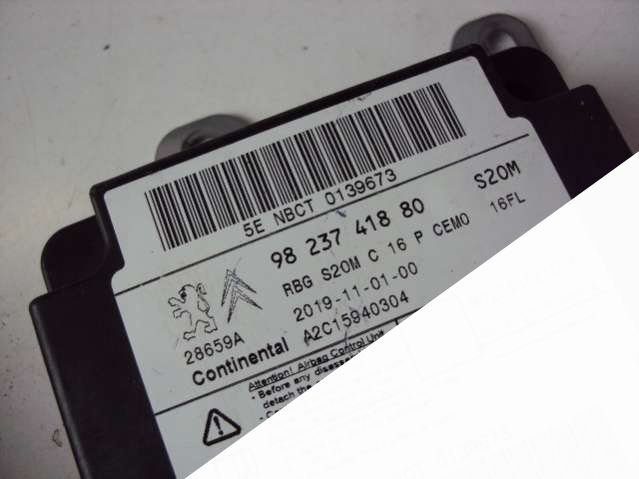 5E NBCT 0139673
98 237 418 80 S20M
RBG S20M C 16 P CEMO 16FL
2019-11-01-00
28659A A2C15940304
Continental
Attention! Airbag Control Unit
- Before any
detach the